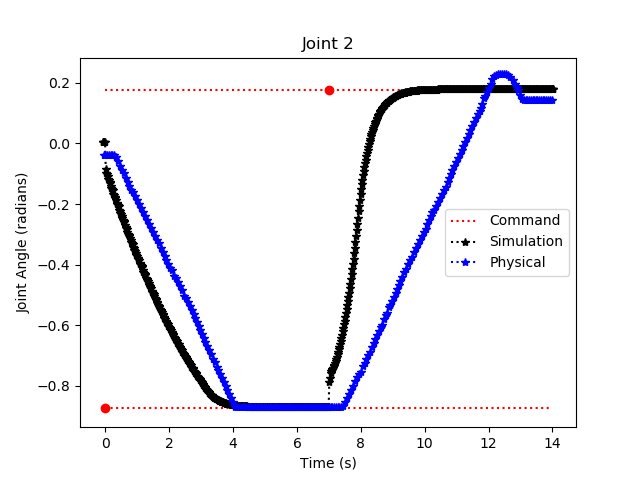 Joint 2
0.2
0.0
−0.2
−0.4
−0.6
−0.8
Joint Angle (radians)
Command
Simulation
Physical
0 2 4 6 8 10 12 14
Time (s)